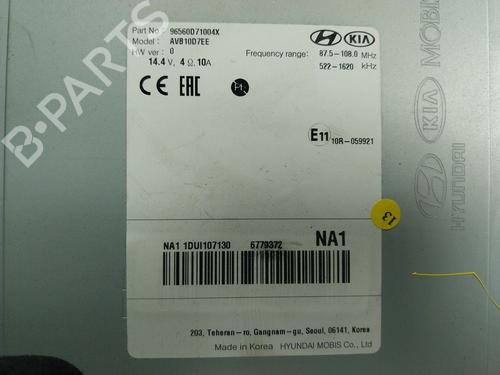 Part No : 96560D71004X
Model : AVB10D7EE
HW ver : 0
14.4 V, 4 Ω, 10A
KIA
Frequency range: 87.5-108.0 MHz
522-1620 kHz
CE EAC
E11 10R-059921
13
NA1 1DUI107130 6779372
NA1
203, Teheran-ro, Gangnam-gu, Seoul, 06141, Korea
Made in Korea HYUNDAI MOBIS Co., Ltd
HYUNDAI KIA MOBIS
B-PARTS